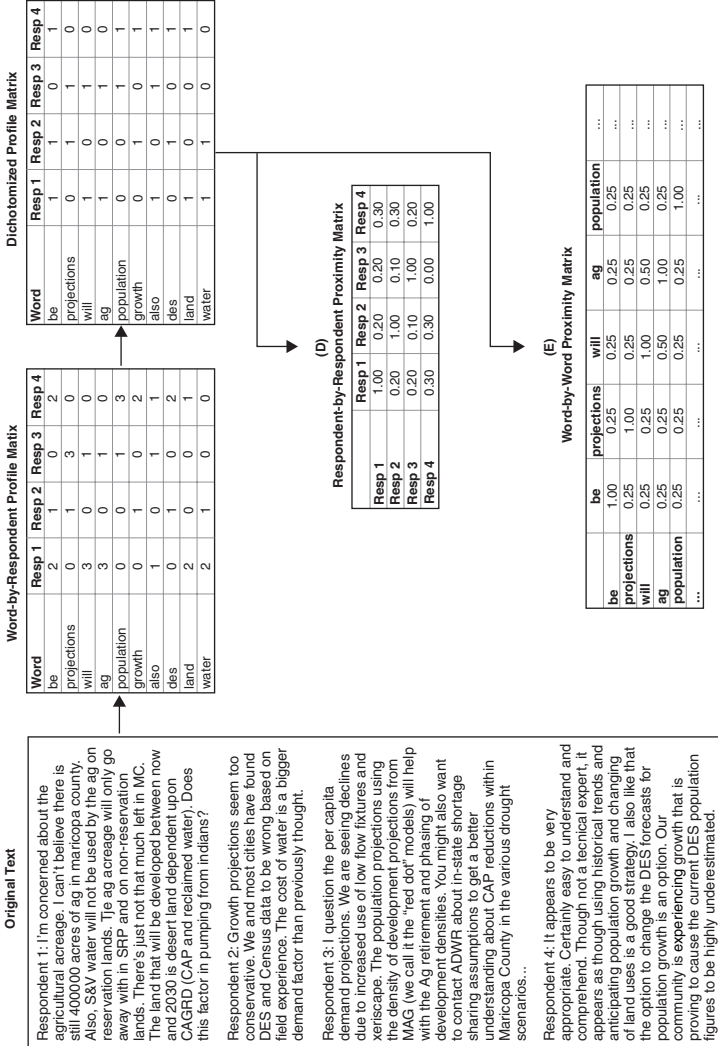 Original Text
Respondent 1: I'm concerned about the
agricultural acreage. I can't believe there is
still 400000 acres of ag in maricopa county.
Also, S&V water will not be used by the ag on
reservation lands. Tje ag acreage will only go
away with in SRP and on non-reservation
lands. There's just not that much left in MC.
The land that will be developed between now
and 2030 is desert land dependent upon
CAGRD (CAP and reclaimed water). Does
this factor in pumping from indians?
Respondent 2: Growth projections seem too
conservative. We and most cities have found
DES and Census data to be wrong based on
field experience. The cost of water is a bigger
demand factor than previously thought.
Respondent 3: I question the per capita
demand projections. We are seeing declines
due to increased use of low flow fixtures and
xeriscape. The population projections using
the density of development projections from
MAG (we call it the "red dot" models) will help
with the Ag retirement and phasing of
development densities. You might also want
to contact ADWR about in-state shortage
sharing assumptions to get a better
understanding about CAP reductions within
Maricopa County in the various drought
scenarios...
Respondent 4: It appears to be very
appropriate. Certainly easy to understand and
comprehend. Though not a tecnical expert, it
appears as though using historical trends and
anticipating population growth and changing
of land uses is a good strategy. I also like that
the option to change the DES forecasts for
population growth is an option. Our
community is experiencing growth that is
proving to cause the current DES population
figures to be highly underestimated.
Word-by-Respondent Profile Matix
Word Resp 1 Resp 2 Resp 3 Resp 4
be 2 1 0 2
projections 0 1 3 0
will 3 0 1 0
ag 3 0 1 0
population 0 0 1 3
growth 0 1 0 2
also 1 0 1 1
des 0 1 0 2
land 2 0 0 1
water 2 1 0 0
Dichotomized Profile Matrix
Word Resp 1 Resp 2 Resp 3 Resp 4
be 1 1 0 1
projections 0 1 1 0
will 1 0 1 0
ag 1 0 1 0
population 0 0 1 1
growth 0 1 0 1
also 1 0 1 1
des 0 1 0 1
land 1 0 0 1
water 1 1 0 0
(D)
Respondent-by-Respondent Proximity Matrix
Resp 1 Resp 2 Resp 3 Resp 4
Resp 1 1.00 0.20 0.20 0.30
Resp 2 0.20 1.00 0.10 0.30
Resp 3 0.20 0.10 1.00 0.20
Resp 4 0.30 0.30 0.00 1.00
(E)
Word-by-Word Proximity Matrix
be projections will ag population ...
be 1.00 0.25 0.25 0.25 0.25 ...
projections 0.25 1.00 0.25 0.25 0.25 ...
will 0.25 0.25 1.00 0.50 0.25 ...
ag 0.25 0.25 0.50 1.00 0.25 ...
population 0.25 0.25 0.25 0.25 1.00 ...
... ... ... ... ... ...